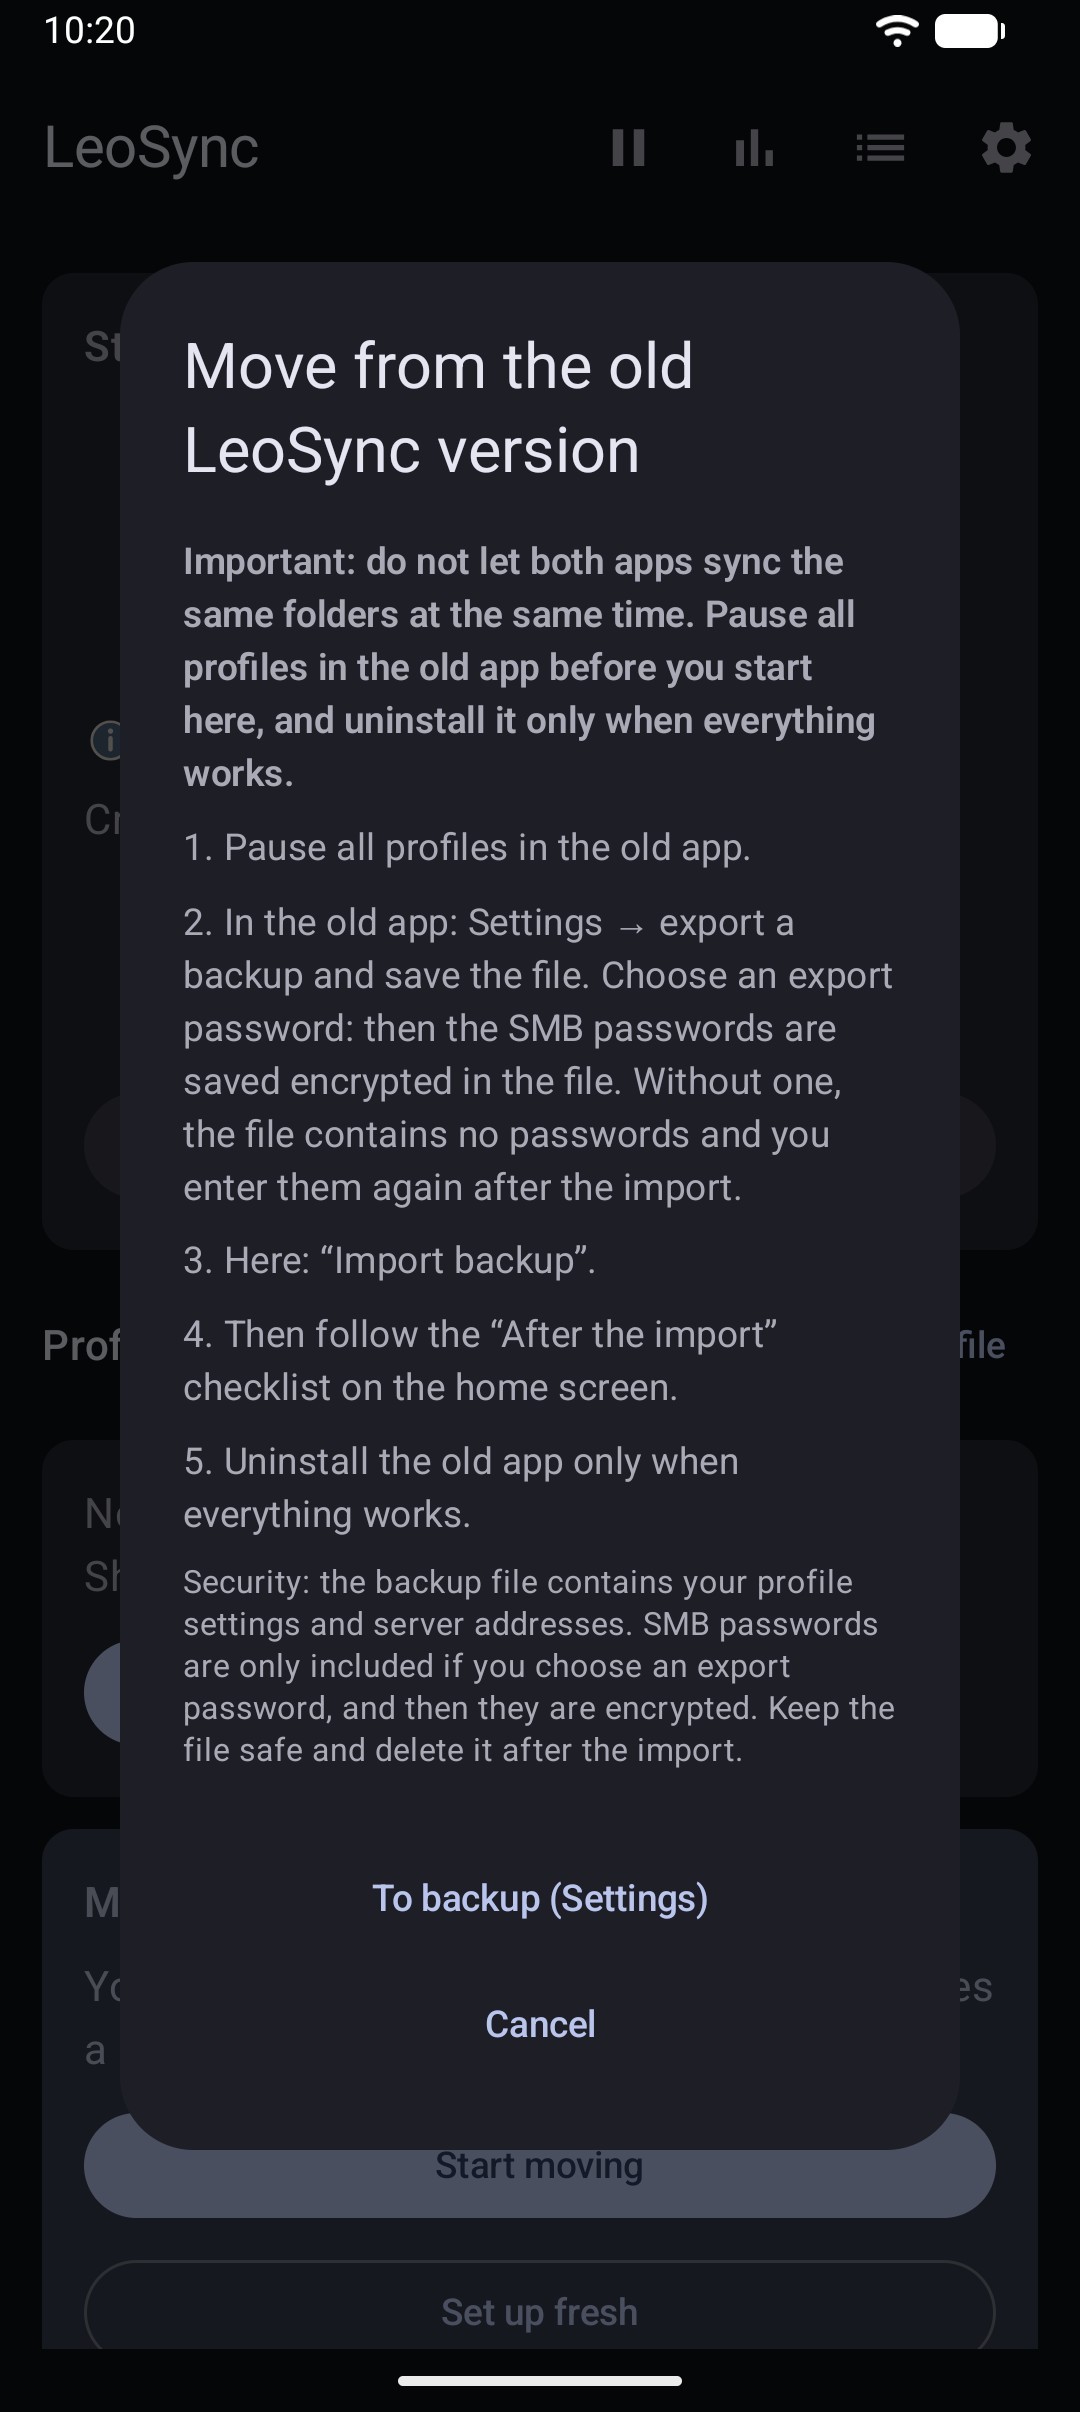 10:20
LeoSync
Move from the old
LeoSync version
Important: do not let both apps sync the
same folders at the same time. Pause all
profiles in the old app before you start
here, and uninstall it only when everything
works.
1. Pause all profiles in the old app.
2. In the old app: Settings → export a
backup and save the file. Choose an export
password: then the SMB passwords are
saved encrypted in the file. Without one,
the file contains no passwords and you
enter them again after the import.
3. Here: “Import backup”.
4. Then follow the “After the import”
checklist on the home screen.
5. Uninstall the old app only when
everything works.
Security: the backup file contains your profile
settings and server addresses. SMB passwords
are only included if you choose an export
password, and then they are encrypted. Keep the
file safe and delete it after the import.
To backup (Settings)
Cancel
Start moving
Set up fresh